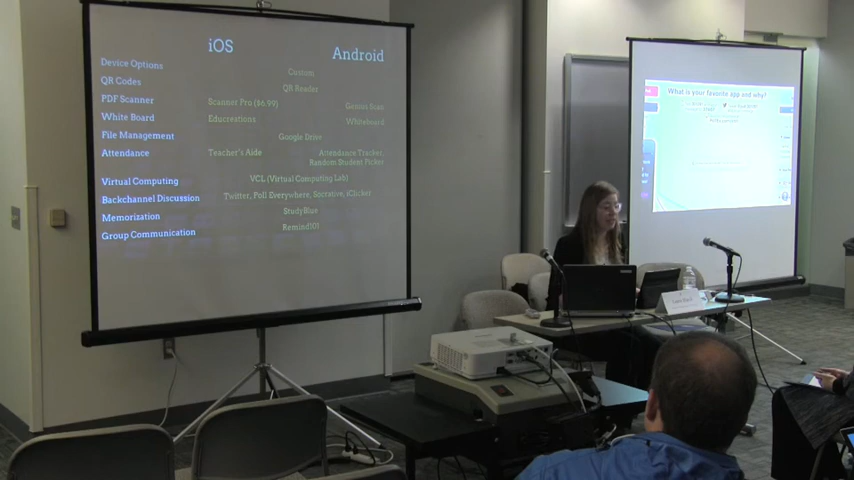 iOS Android
Device Options Custom
QR Codes QR Reader
PDF Scanner Scanner Pro ($6.99) Genius Scan
White Board Educreations Whiteboard
File Management Google Drive
Attendance Teacher's Aide Attendance Tracker,
Random Student Picker
Virtual Computing VCL (Virtual Computing Lab)
Backchannel Discussion Twitter, Poll Everywhere, Socrative, iClicker
Memorization StudyBlue
Group Communication Remind101
What is your favorite app and why?